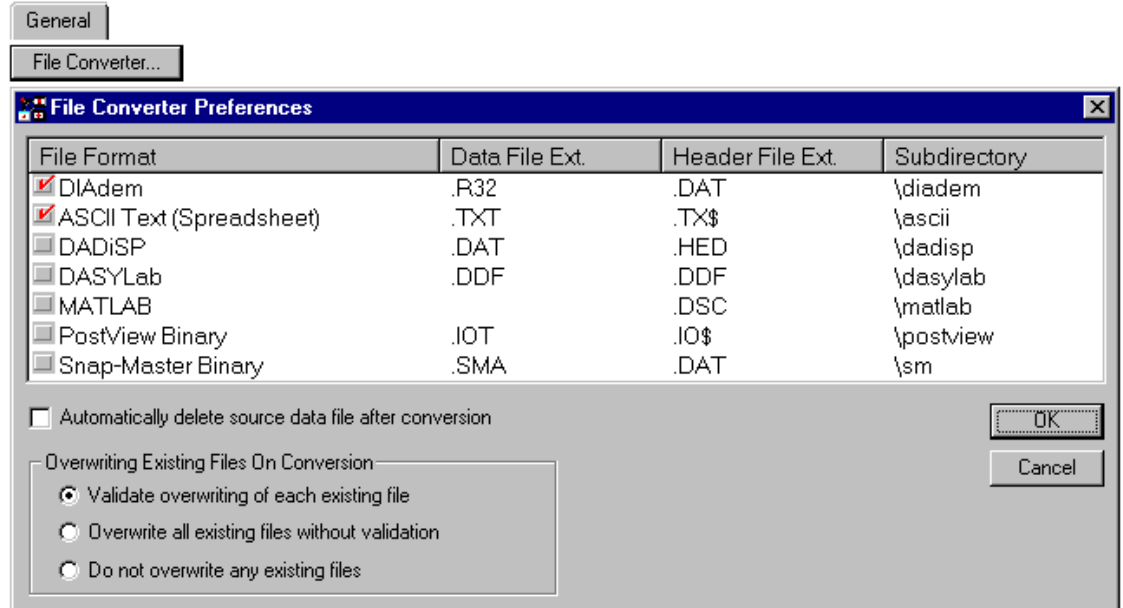 General
File Converter...
File Converter Preferences
File Format Data File Ext. Header File Ext. Subdirectory
DIAdem .R32 .DAT \diadem
ASCII Text (Spreadsheet) .TXT .TX$ \ascii
DADiSP .DAT .HED \dadisp
DASYLab .DDF .DDF \dasylab
MATLAB .DSC \matlab
PostView Binary .IOT .IO$ \postview
Snap-Master Binary .SMA .DAT \sm
Automatically delete source data file after conversion
OK
Overwriting Existing Files On Conversion
Cancel
Validate overwriting of each existing file
Overwrite all existing files without validation
Do not overwrite any existing files